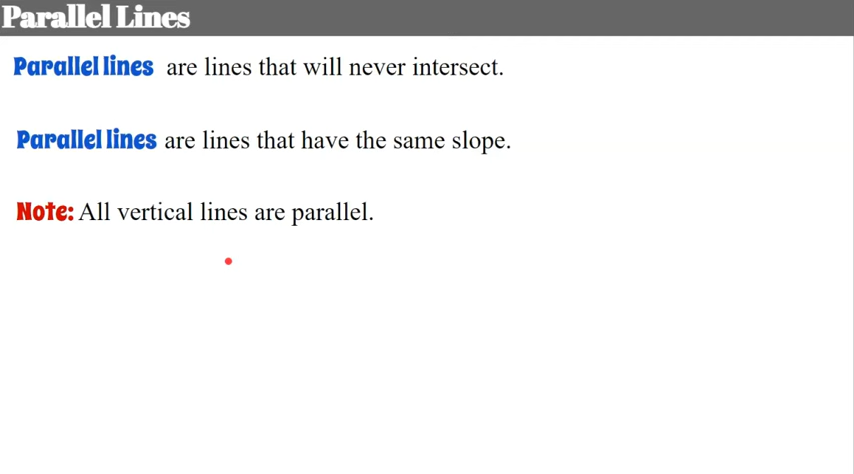 Parallel Lines
Parallel lines are lines that will never intersect.
Parallel lines are lines that have the same slope.
Note: All vertical lines are parallel.